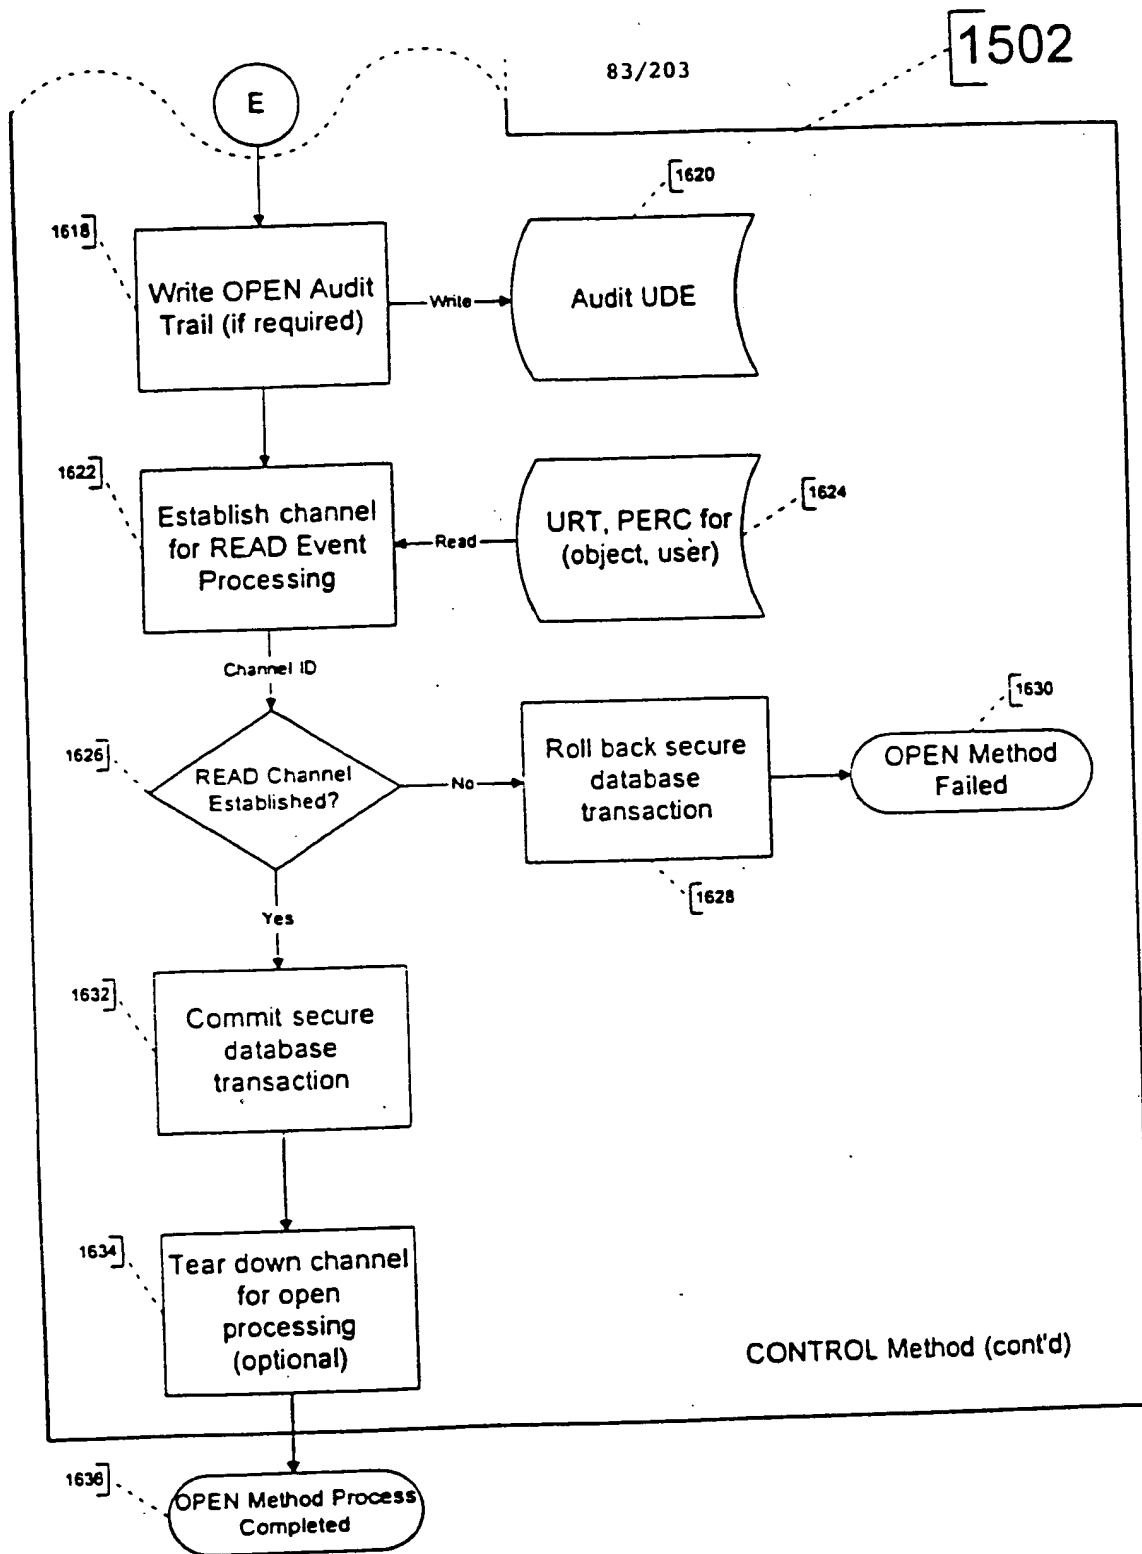 83/203
1502
E
1618
Write OPEN Audit
Trail (if required)
Write
1620
Audit UDE
1622
Establish channel
for READ Event
Processing
Read
URT, PERC for
(object, user)
1624
Channel ID
1626
READ Channel
Established?
No
Roll back secure
database
transaction
1628
1630
OPEN Method
Failed
Yes
1632
Commit secure
database
transaction
1634
Tear down channel
for open
processing
(optional)
CONTROL Method (cont'd)
1636
OPEN Method Process
Completed